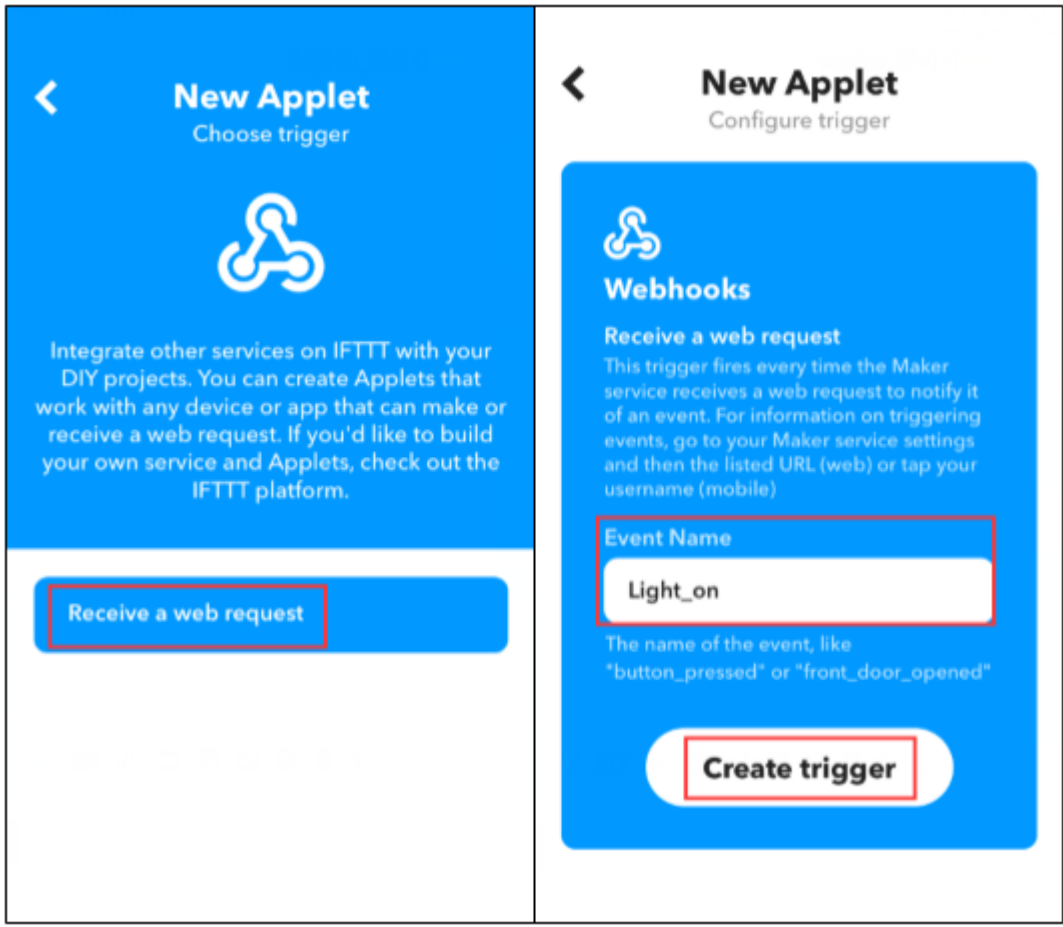 New Applet
Choose trigger
Integrate other services on IFTTT with your
DIY projects. You can create Applets that
work with any device or app that can make or
receive a web request. If you'd like to build
your own service and Applets, check out the
IFTTT platform.
Receive a web request
New Applet
Configure trigger
Webhooks
Receive a web request
This trigger fires every time the Maker
service receives a web request to notify it
of an event. For information on triggering
events, go to your Maker service settings
and then the listed URL (web) or tap your
username (mobile)
Event Name
Light_on
The name of the event, like
"button_pressed" or "front_door_opened"
Create trigger